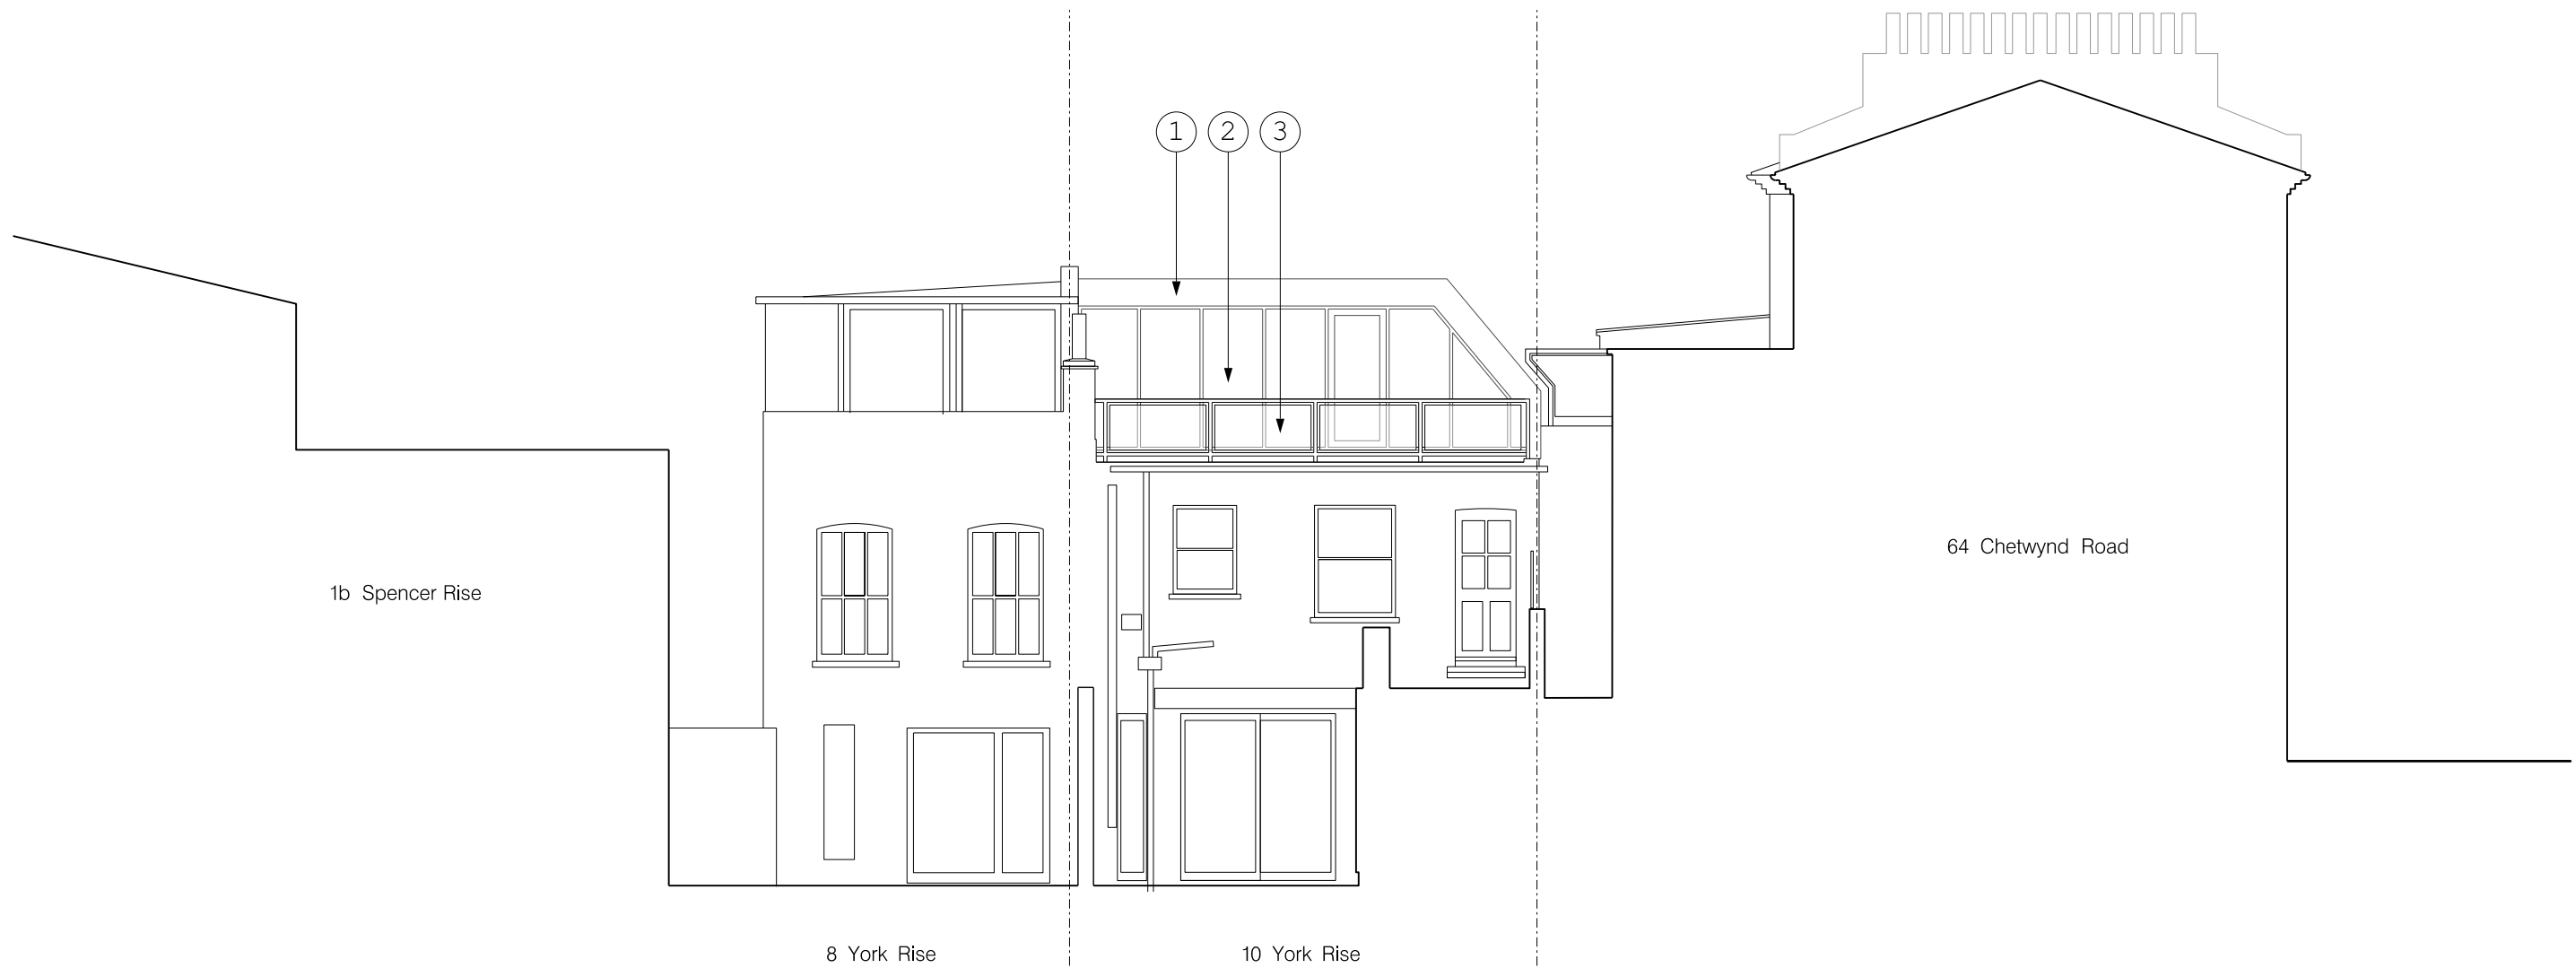 1 2 3
64 Chetwynd Road
1b Spencer Rise
8 York Rise
10 York Rise